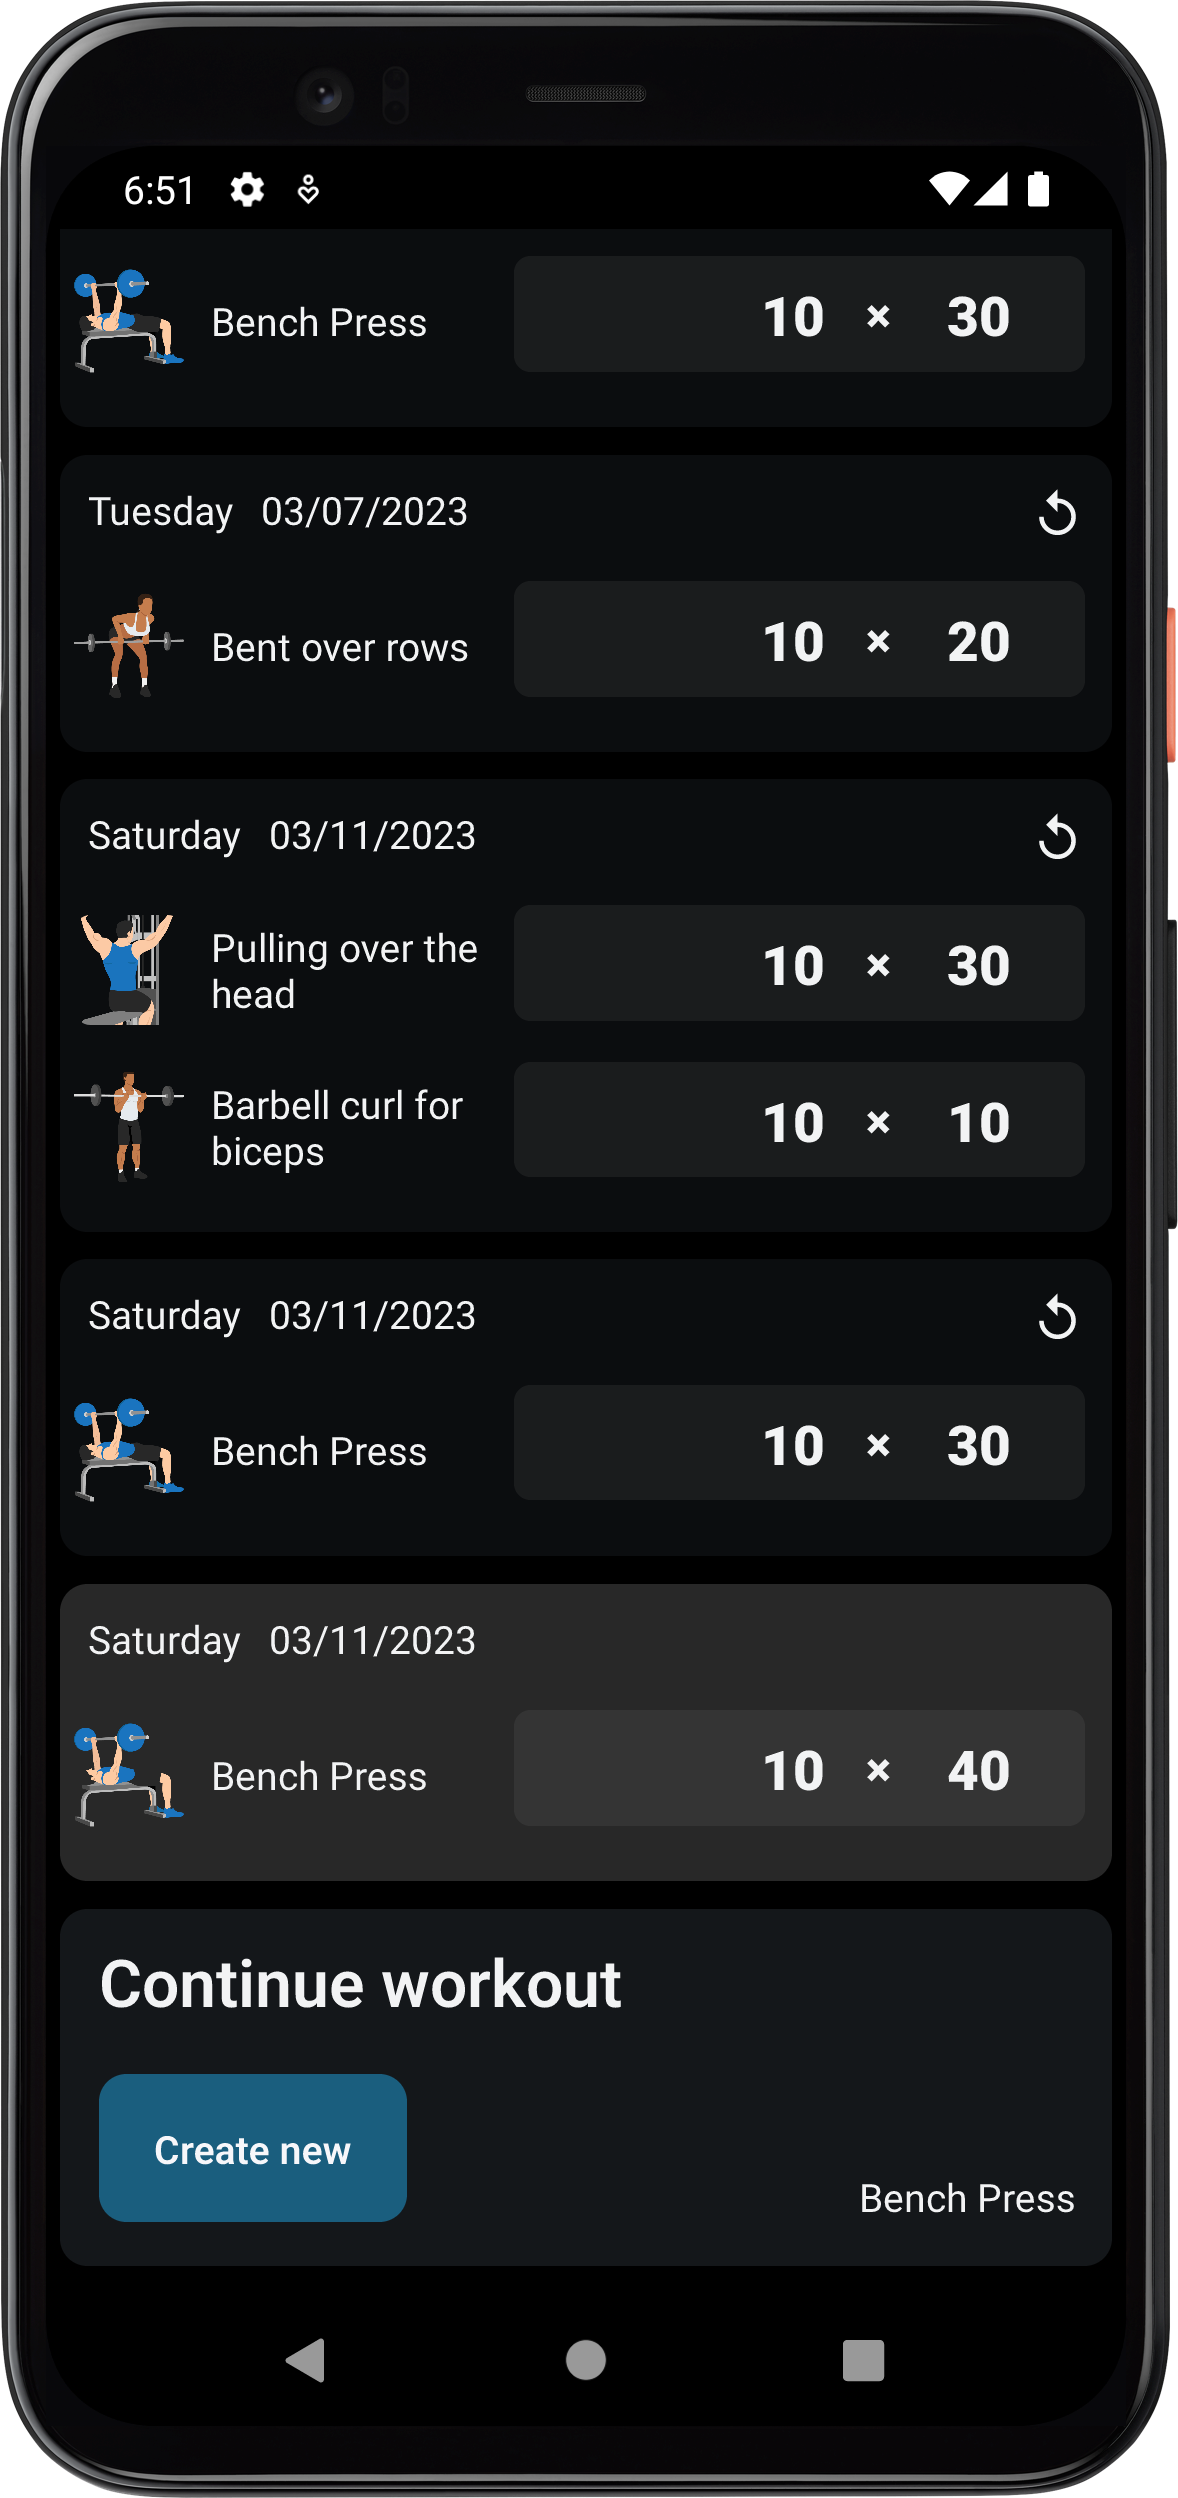 6:51
Bench Press 10 × 30
Tuesday 03/07/2023
Bent over rows 10 × 20
Saturday 03/11/2023
Pulling over the
head
10 × 30
Barbell curl for
biceps
10 × 10
Saturday 03/11/2023
Bench Press 10 × 30
Saturday 03/11/2023
Bench Press 10 × 40
Continue workout
Create new
Bench Press